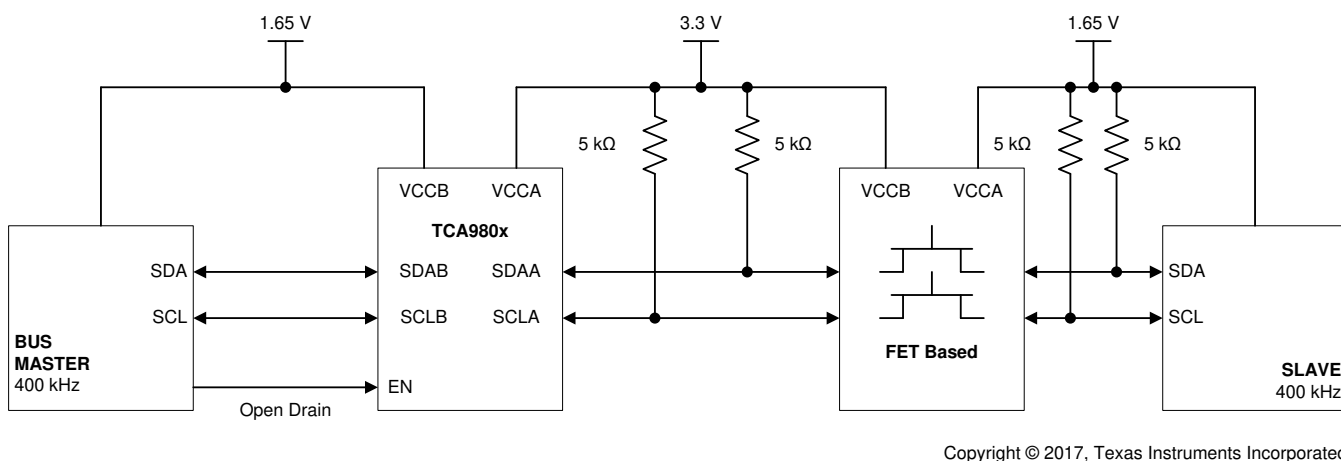 1.65 V
3.3 V
1.65 V
5 kΩ
5 kΩ
5 kΩ
5 kΩ
VCCB
VCCA
VCCB
VCCA
TCA980x
SDA
SDAB
SDAA
SDA
SCL
SCLB
SCLA
SCL
BUS
MASTER
400 kHz
FET Based
SLAVE
400 kHz
EN
Open Drain
Copyright © 2017, Texas Instruments Incorporated